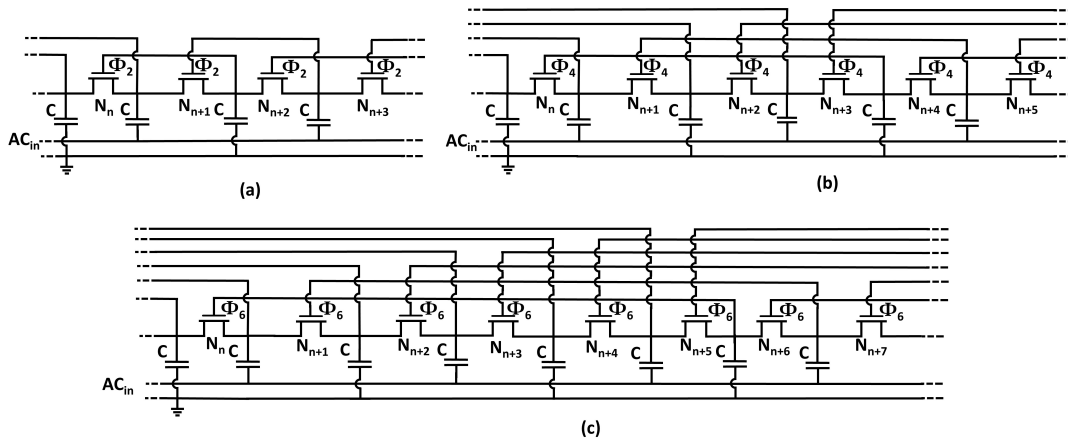 Φ2 Φ2 Φ2 Φ2
C Nn C Nn+1 C Nn+2 C Nn+3
ACin
(a)
Φ4 Φ4 Φ4 Φ4 Φ4 Φ4
C Nn C Nn+1 C Nn+2 C Nn+3 C Nn+4 C Nn+5
ACin
(b)
Φ6 Φ6 Φ6 Φ6 Φ6 Φ6 Φ6 Φ6
C Nn C Nn+1 C Nn+2 C Nn+3 C Nn+4 C Nn+5 C Nn+6 C Nn+7
ACin
(c)